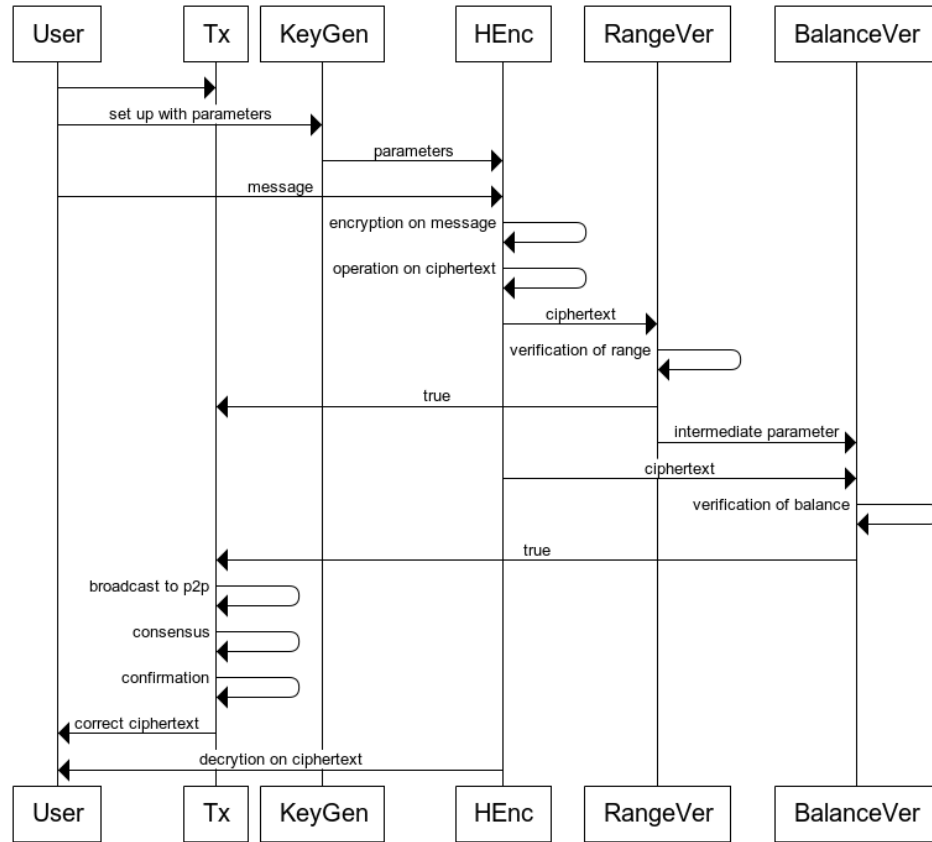 User Tx KeyGen HEnc RangeVer BalanceVer
set up with parameters
parameters
message
encryption on message
operation on ciphertext
ciphertext
verification of range
true
intermediate parameter
ciphertext
verification of balance
true
broadcast to p2p
consensus
confirmation
correct ciphertext
decrytion on ciphertext
User Tx KeyGen HEnc RangeVer BalanceVer